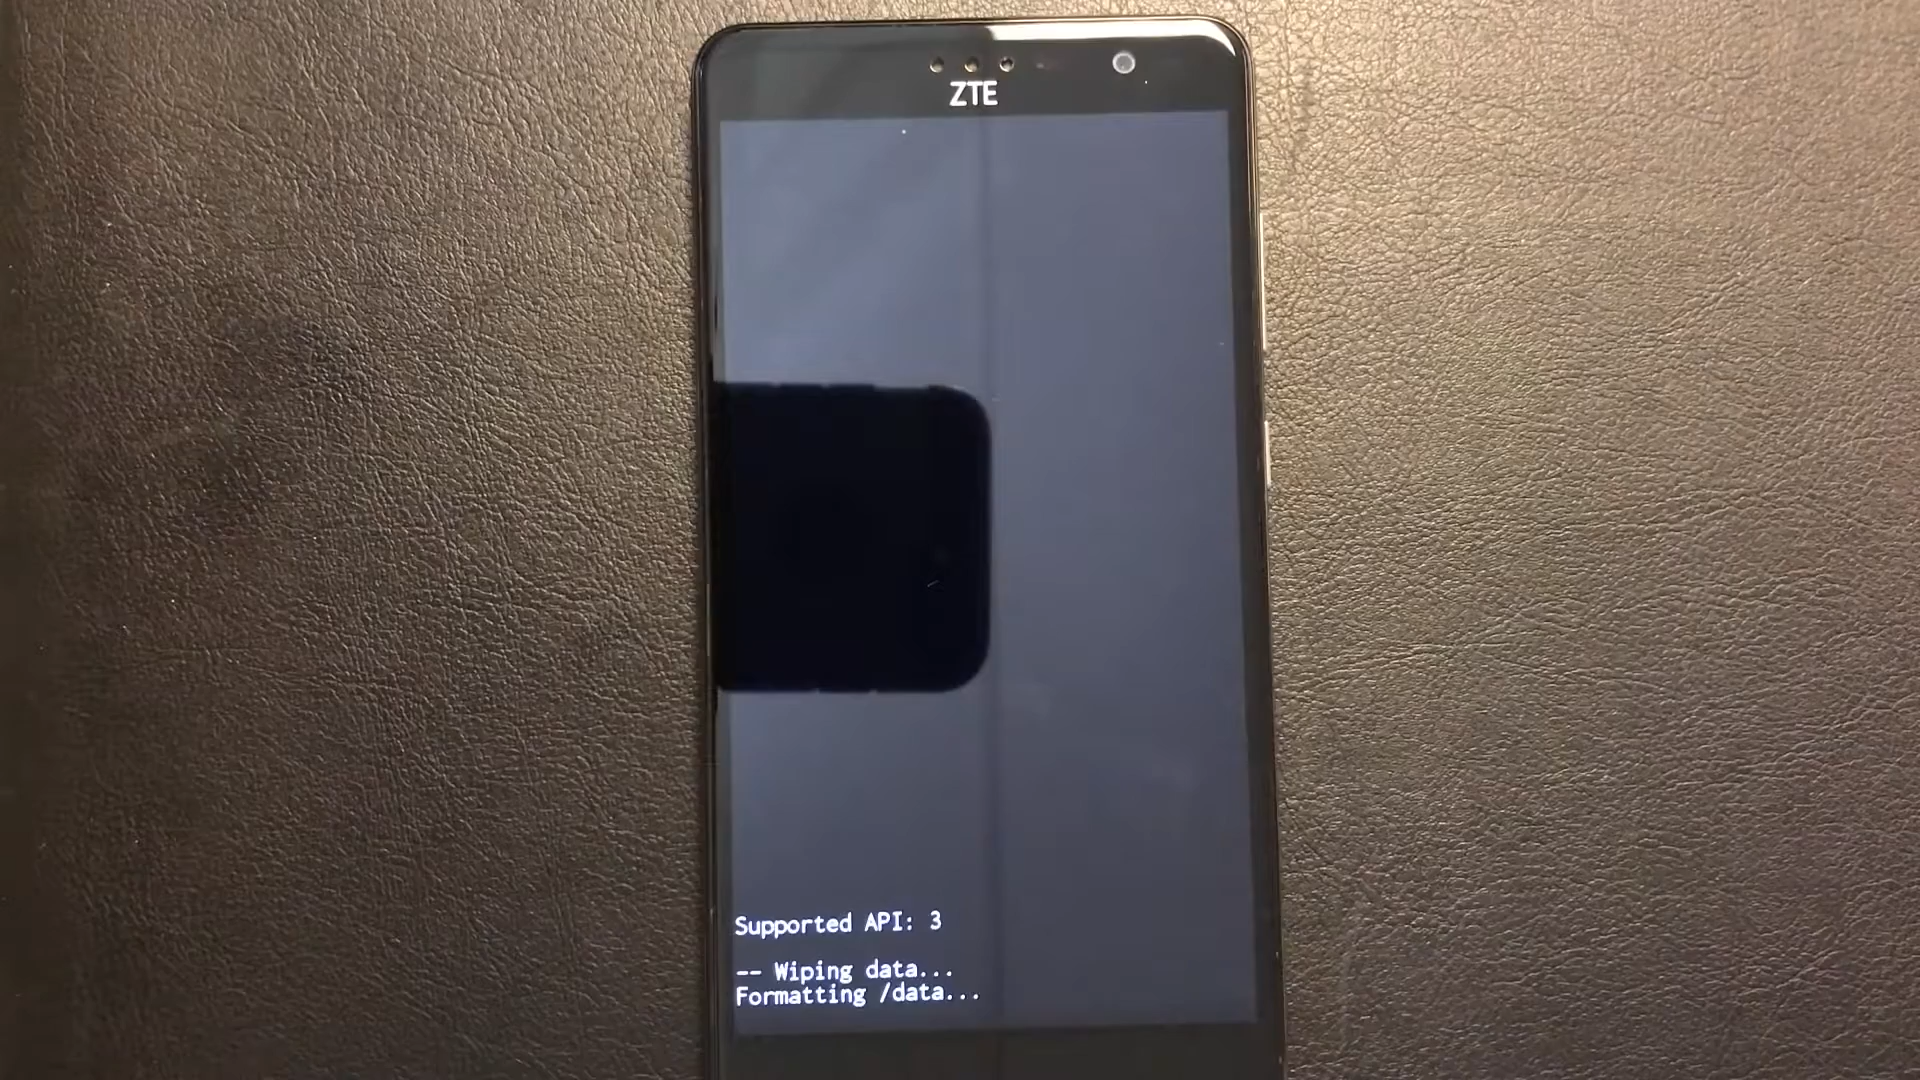 ZTE
Supported API: 3
-- Wiping data...
Formatting /data...